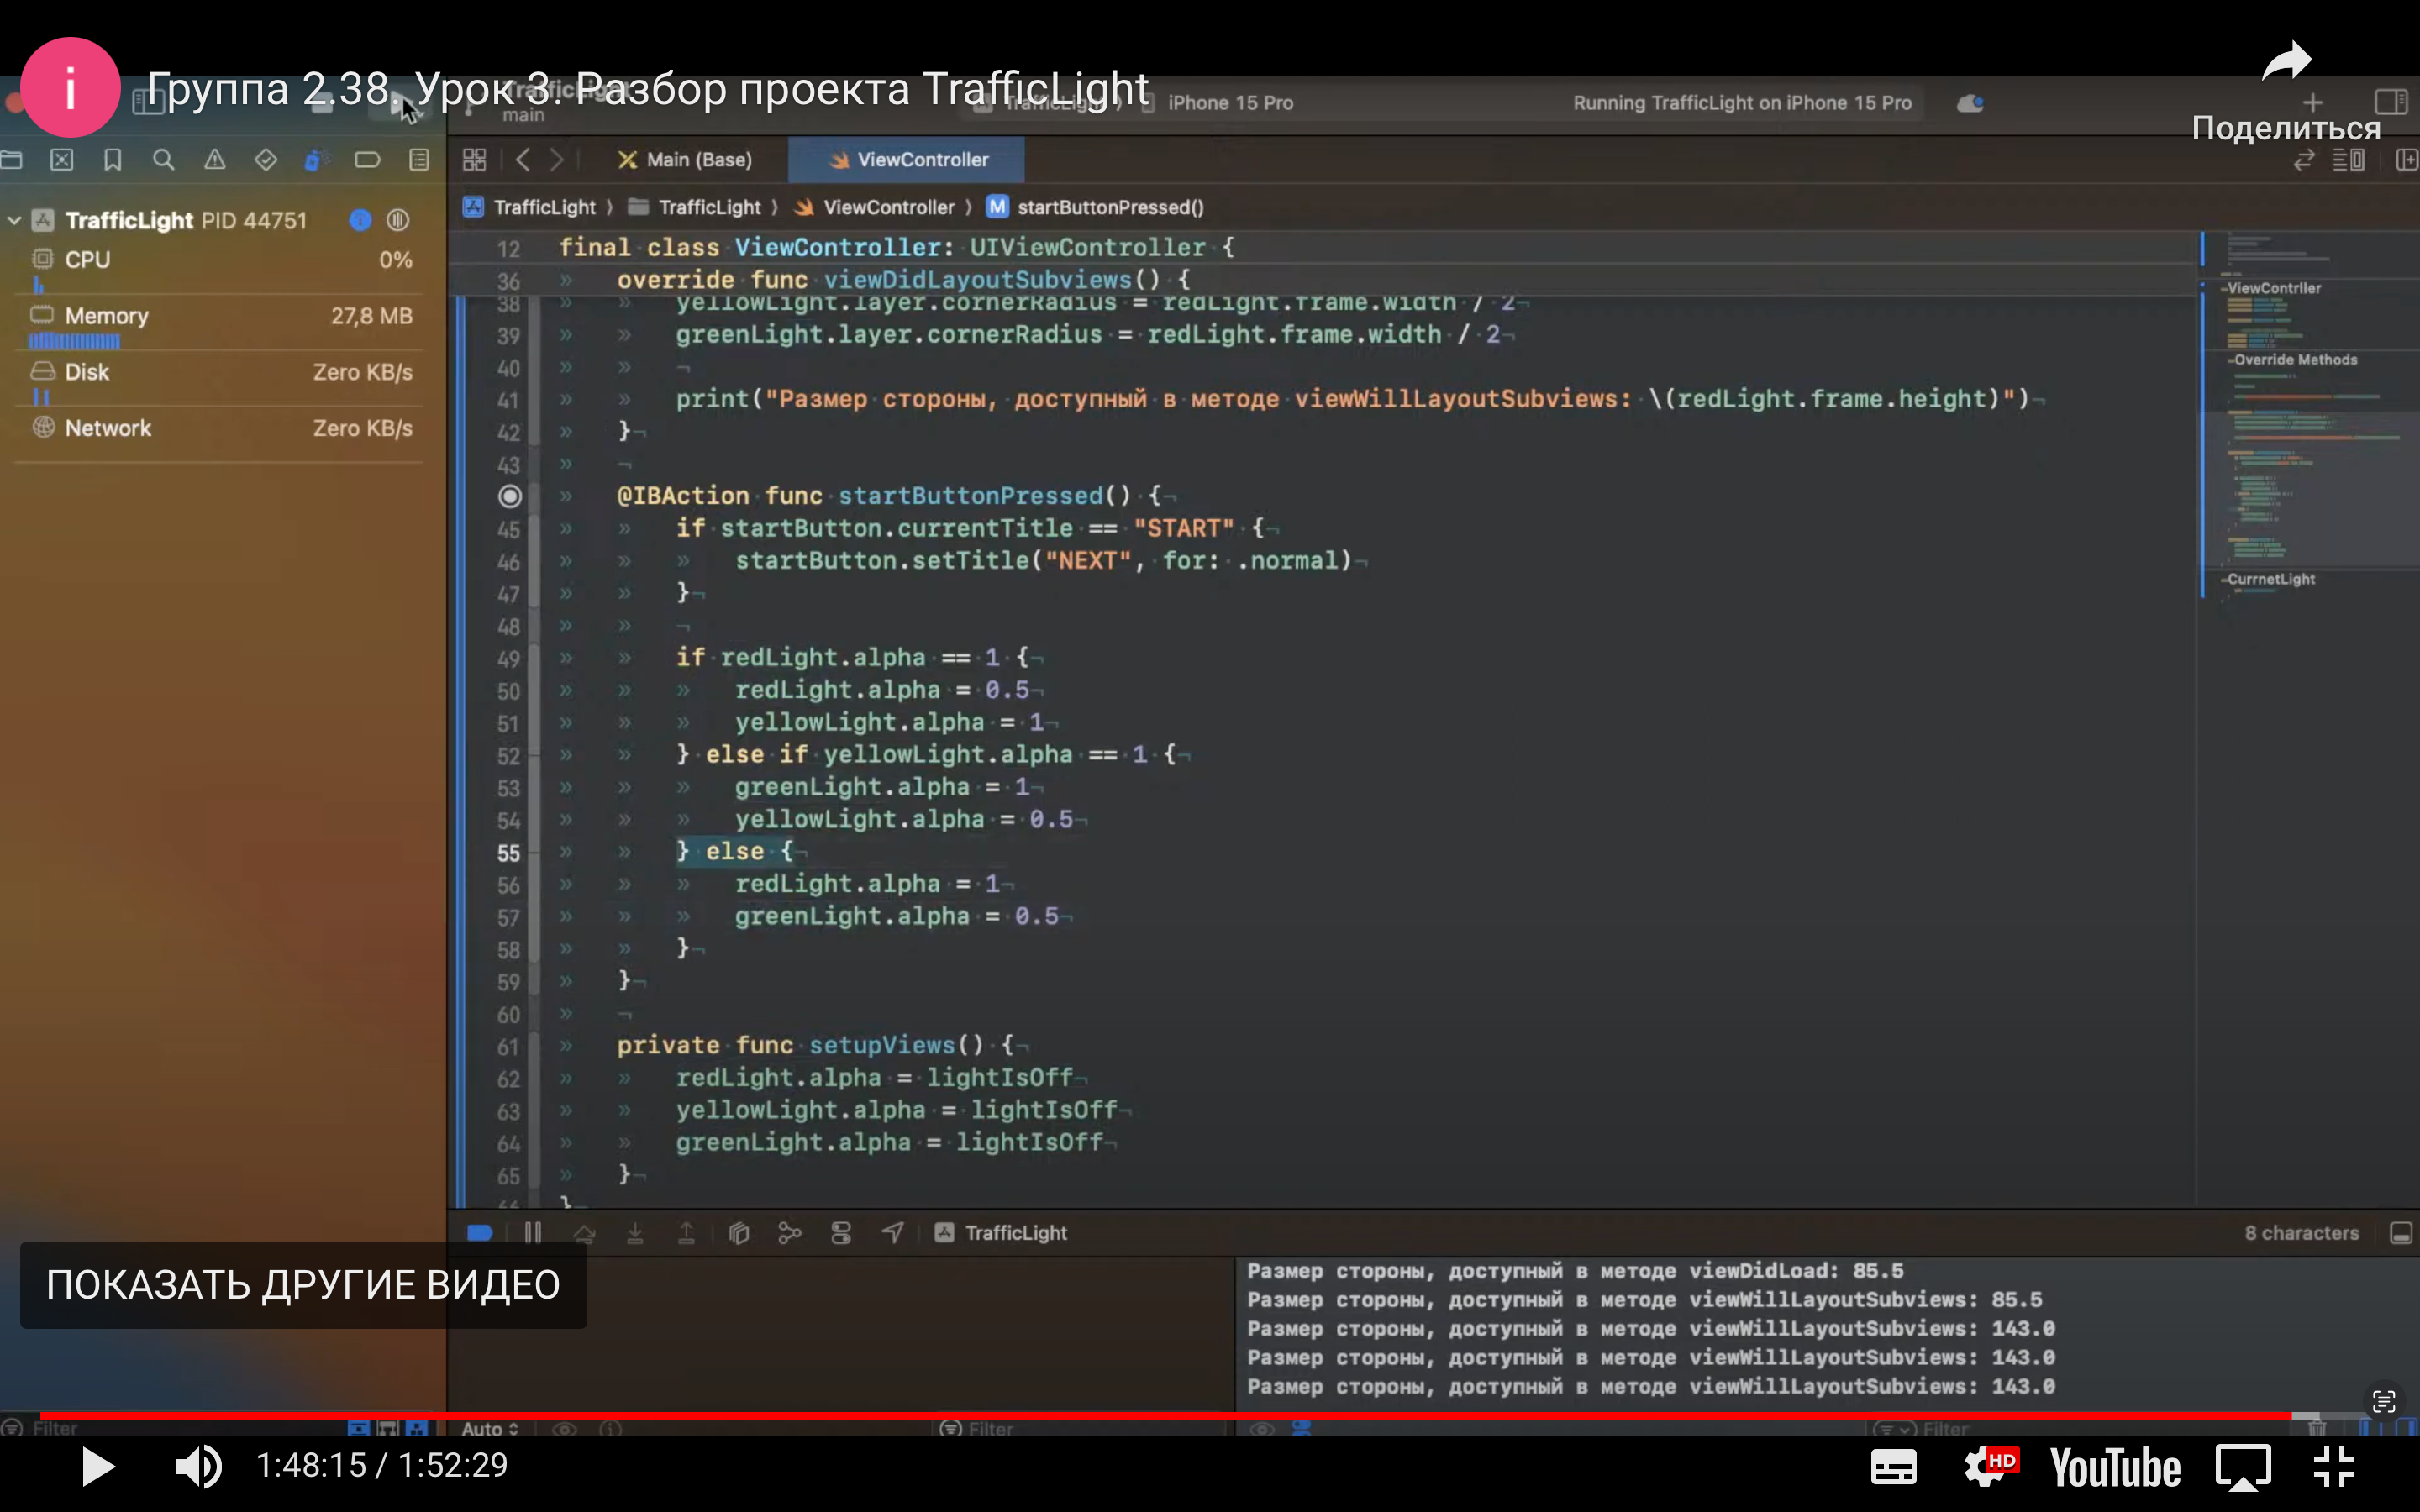 i
Группа 2.38. Урок 3. Разбор проекта TrafficLight
Поделиться
TrafficLight
main
TrafficLight
iPhone 15 Pro
Running TrafficLight on iPhone 15 Pro
Main (Base)
ViewController
TrafficLight 〉 TrafficLight 〉 ViewController 〉 M startButtonPressed()
TrafficLight PID 44751
CPU 0%
Memory 27,8 MB
Disk Zero KB/s
Network Zero KB/s
12 final class ViewController: UIViewController {
36 override func viewDidLayoutSubviews() {
38 yellowLight.layer.cornerRadius = redLight.frame.width / 2
39 greenLight.layer.cornerRadius = redLight.frame.width / 2
40
41 print("Размер стороны, доступный в методе viewWillLayoutSubviews: \(redLight.frame.height)")
42 }
43
@IBAction func startButtonPressed() {
45 if startButton.currentTitle == "START" {
46 startButton.setTitle("NEXT", for: .normal)
47 }
48
49 if redLight.alpha == 1 {
50 redLight.alpha = 0.5
51 yellowLight.alpha = 1
52 } else if yellowLight.alpha == 1 {
53 greenLight.alpha = 1
54 yellowLight.alpha = 0.5
55 } else {
56 redLight.alpha = 1
57 greenLight.alpha = 0.5
58 }
59 }
60
61 private func setupViews() {
62 redLight.alpha = lightIsOff
63 yellowLight.alpha = lightIsOff
64 greenLight.alpha = lightIsOff
65 }
66 }
ViewContrller
Override Methods
CurrnetLight
TrafficLight
8 characters
ПОКАЗАТЬ ДРУГИЕ ВИДЕО
Размер стороны, доступный в методе viewDidLoad: 85.5
Размер стороны, доступный в методе viewWillLayoutSubviews: 85.5
Размер стороны, доступный в методе viewWillLayoutSubviews: 143.0
Размер стороны, доступный в методе viewWillLayoutSubviews: 143.0
Размер стороны, доступный в методе viewWillLayoutSubviews: 143.0
Filter
Auto
Filter
Filter
1:48:15 / 1:52:29
HD
YouTube